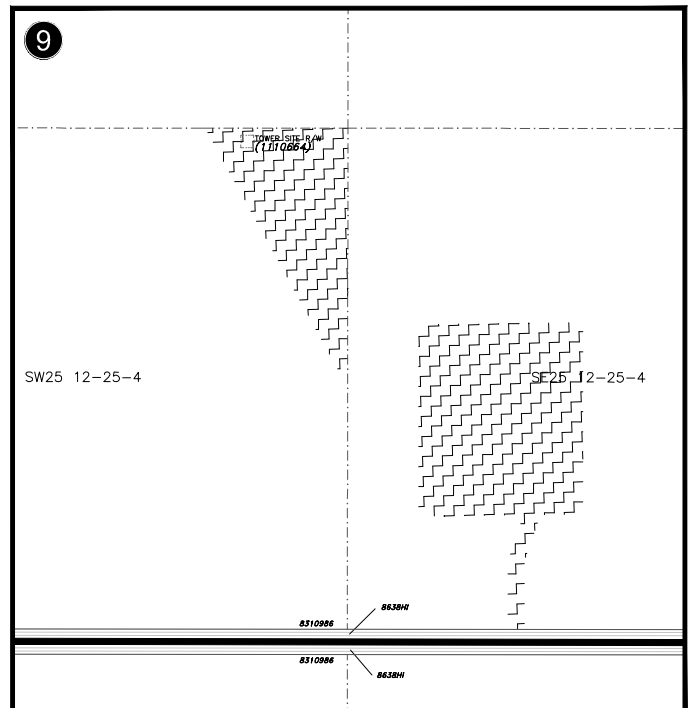 9
TOWER SITE R/W
(1110664)
SW25 12-25-4
SE25 12-25-4
8638HI
8310986
8310986
8638HI